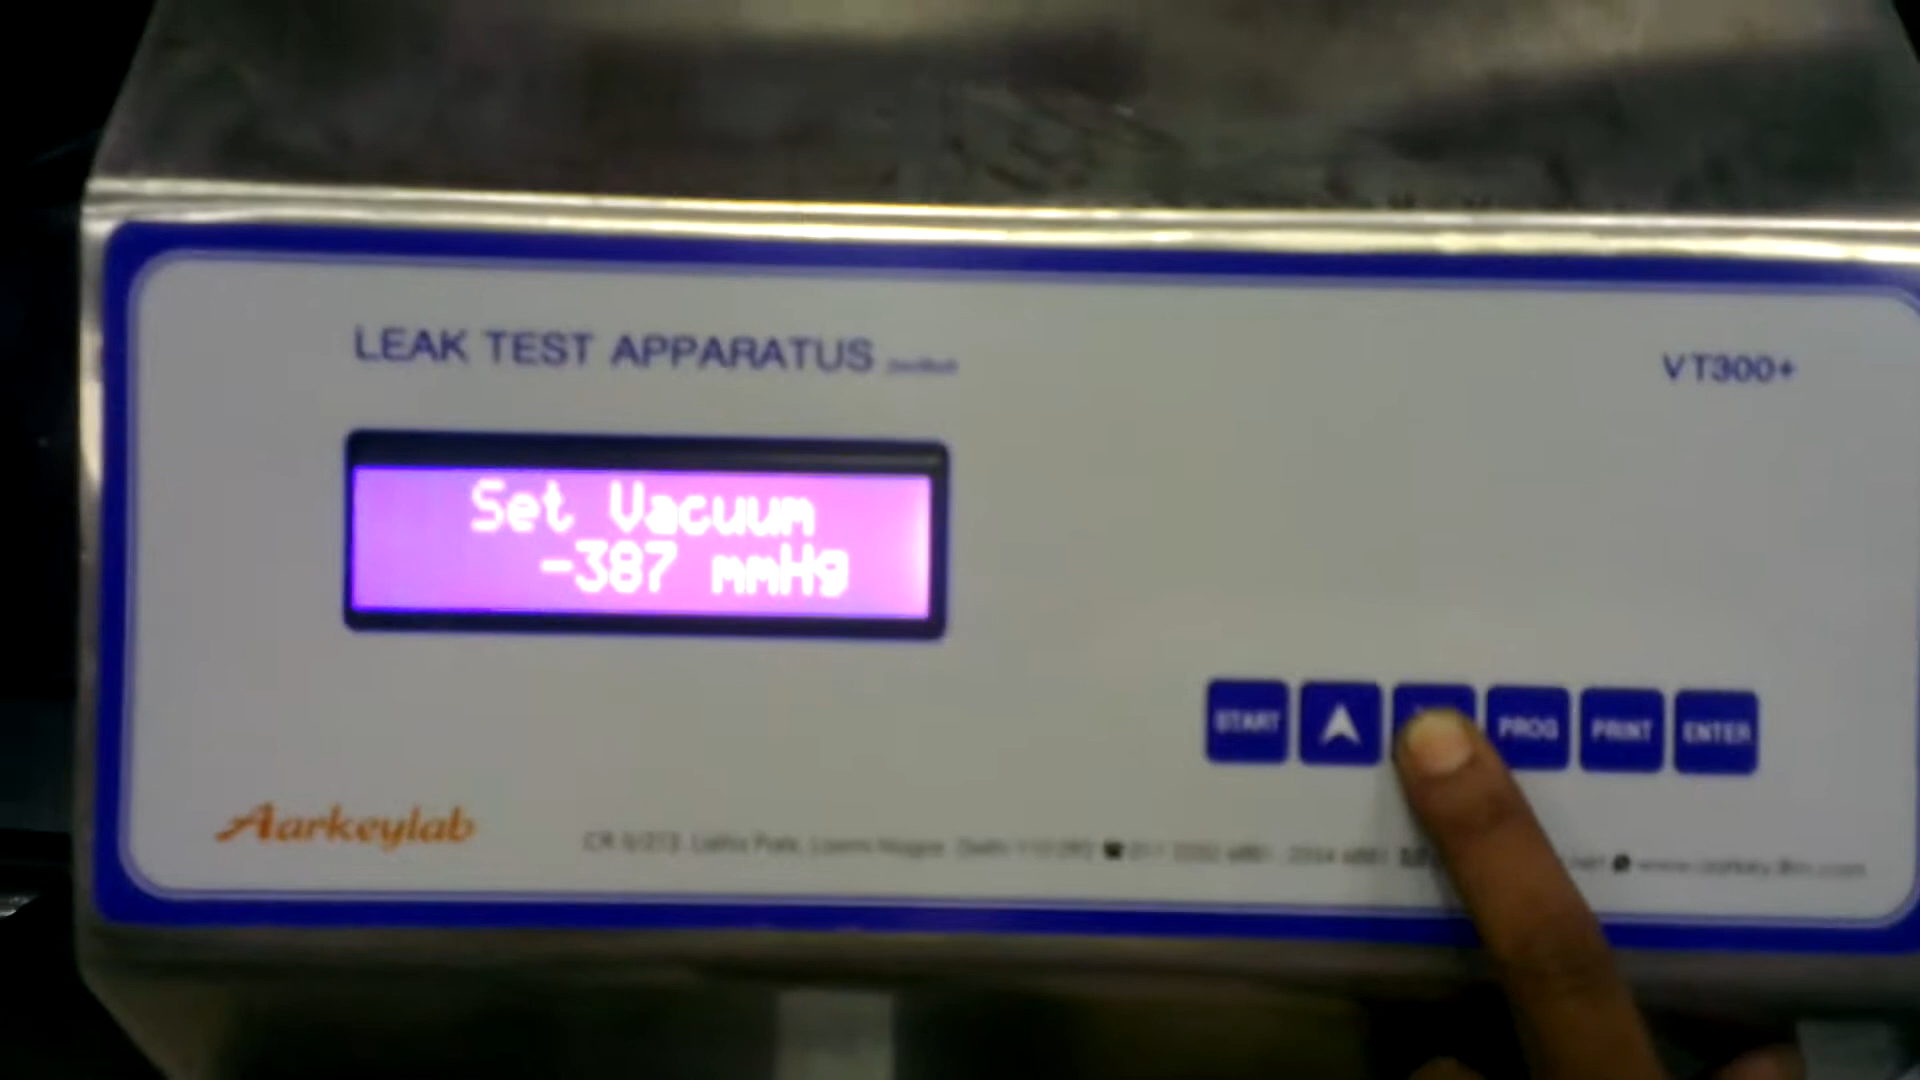 LEAK TEST APPARATUS
VT300+
Set Vacuum
-387 mmHg
START
PROG
PRINT
ENTER
Aarkeylab